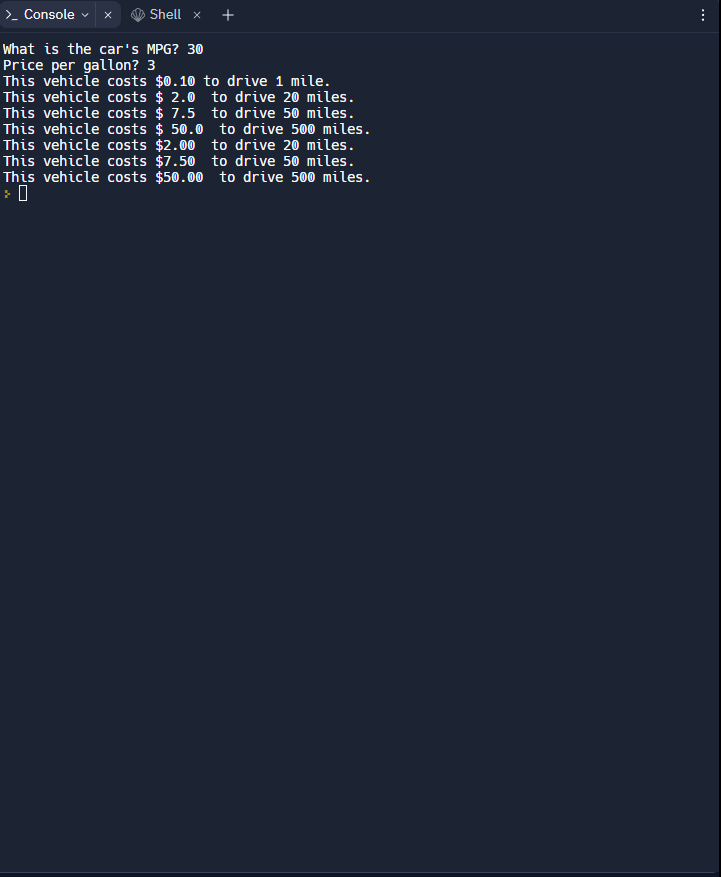 Console
Shell
What is the car's MPG? 30
Price per gallon? 3
This vehicle costs $0.10 to drive 1 mile.
This vehicle costs $ 2.0  to drive 20 miles.
This vehicle costs $ 7.5  to drive 50 miles.
This vehicle costs $ 50.0  to drive 500 miles.
This vehicle costs $2.00  to drive 20 miles.
This vehicle costs $7.50  to drive 50 miles.
This vehicle costs $50.00  to drive 500 miles.